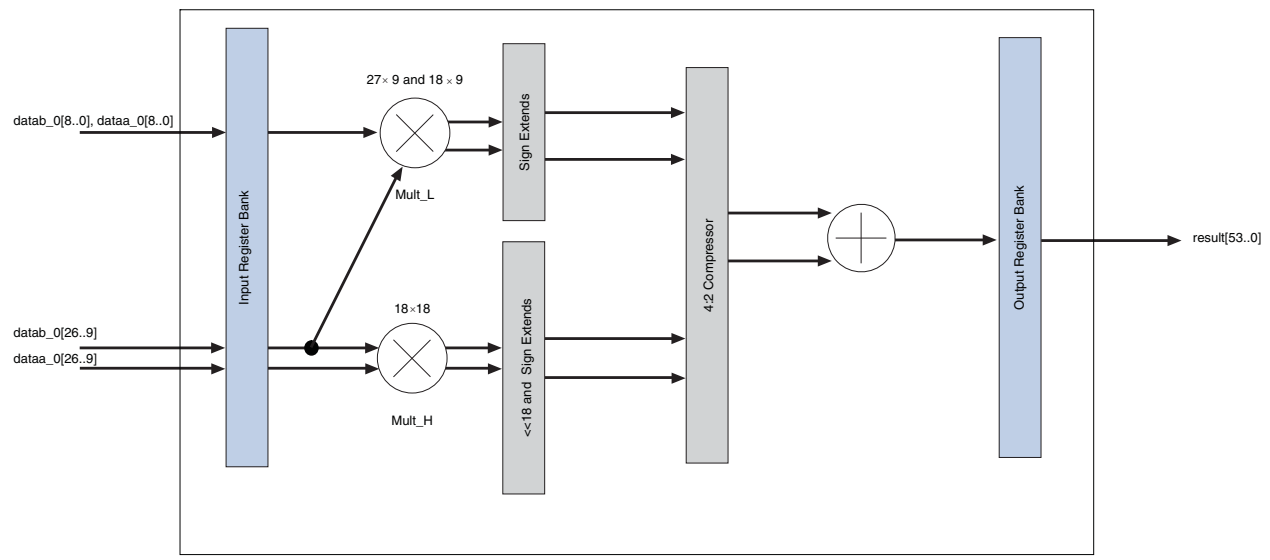 27× 9 and 18 × 9
datab_0[8..0], dataa_0[8..0]
Sign Extends
Mult_L
Input Register Bank
4:2 Compressor
Output Register Bank
result[53..0]
18×18
datab_0[26..9]
dataa_0[26..9]
<<18 and Sign Extends
Mult_H